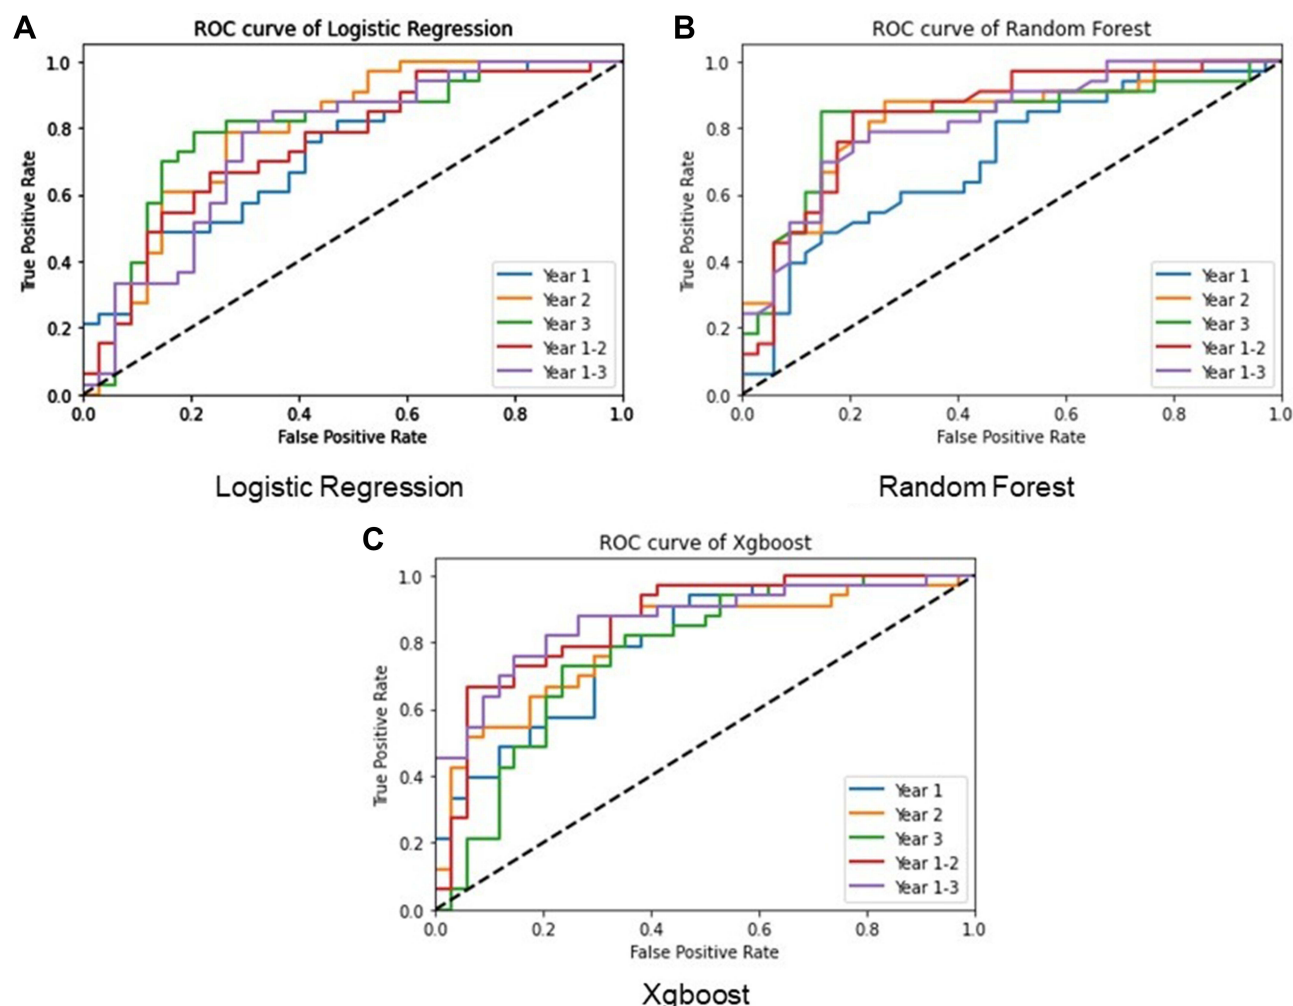 A
ROC curve of Logistic Regression
True Positive Rate
1.0
0.8
0.6
0.4
0.2
0.0
Year 1
Year 2
Year 3
Year 1-2
Year 1-3
0.0 0.2 0.4 0.6 0.8 1.0
False Positive Rate
Logistic Regression
B
ROC curve of Random Forest
True Positive Rate
1.0
0.8
0.6
0.4
0.2
0.0
Year 1
Year 2
Year 3
Year 1-2
Year 1-3
0.0 0.2 0.4 0.6 0.8 1.0
False Positive Rate
Random Forest
C
ROC curve of Xgboost
True Positive Rate
1.0
0.8
0.6
0.4
0.2
0.0
Year 1
Year 2
Year 3
Year 1-2
Year 1-3
0.0 0.2 0.4 0.6 0.8 1.0
False Positive Rate
Xgboost